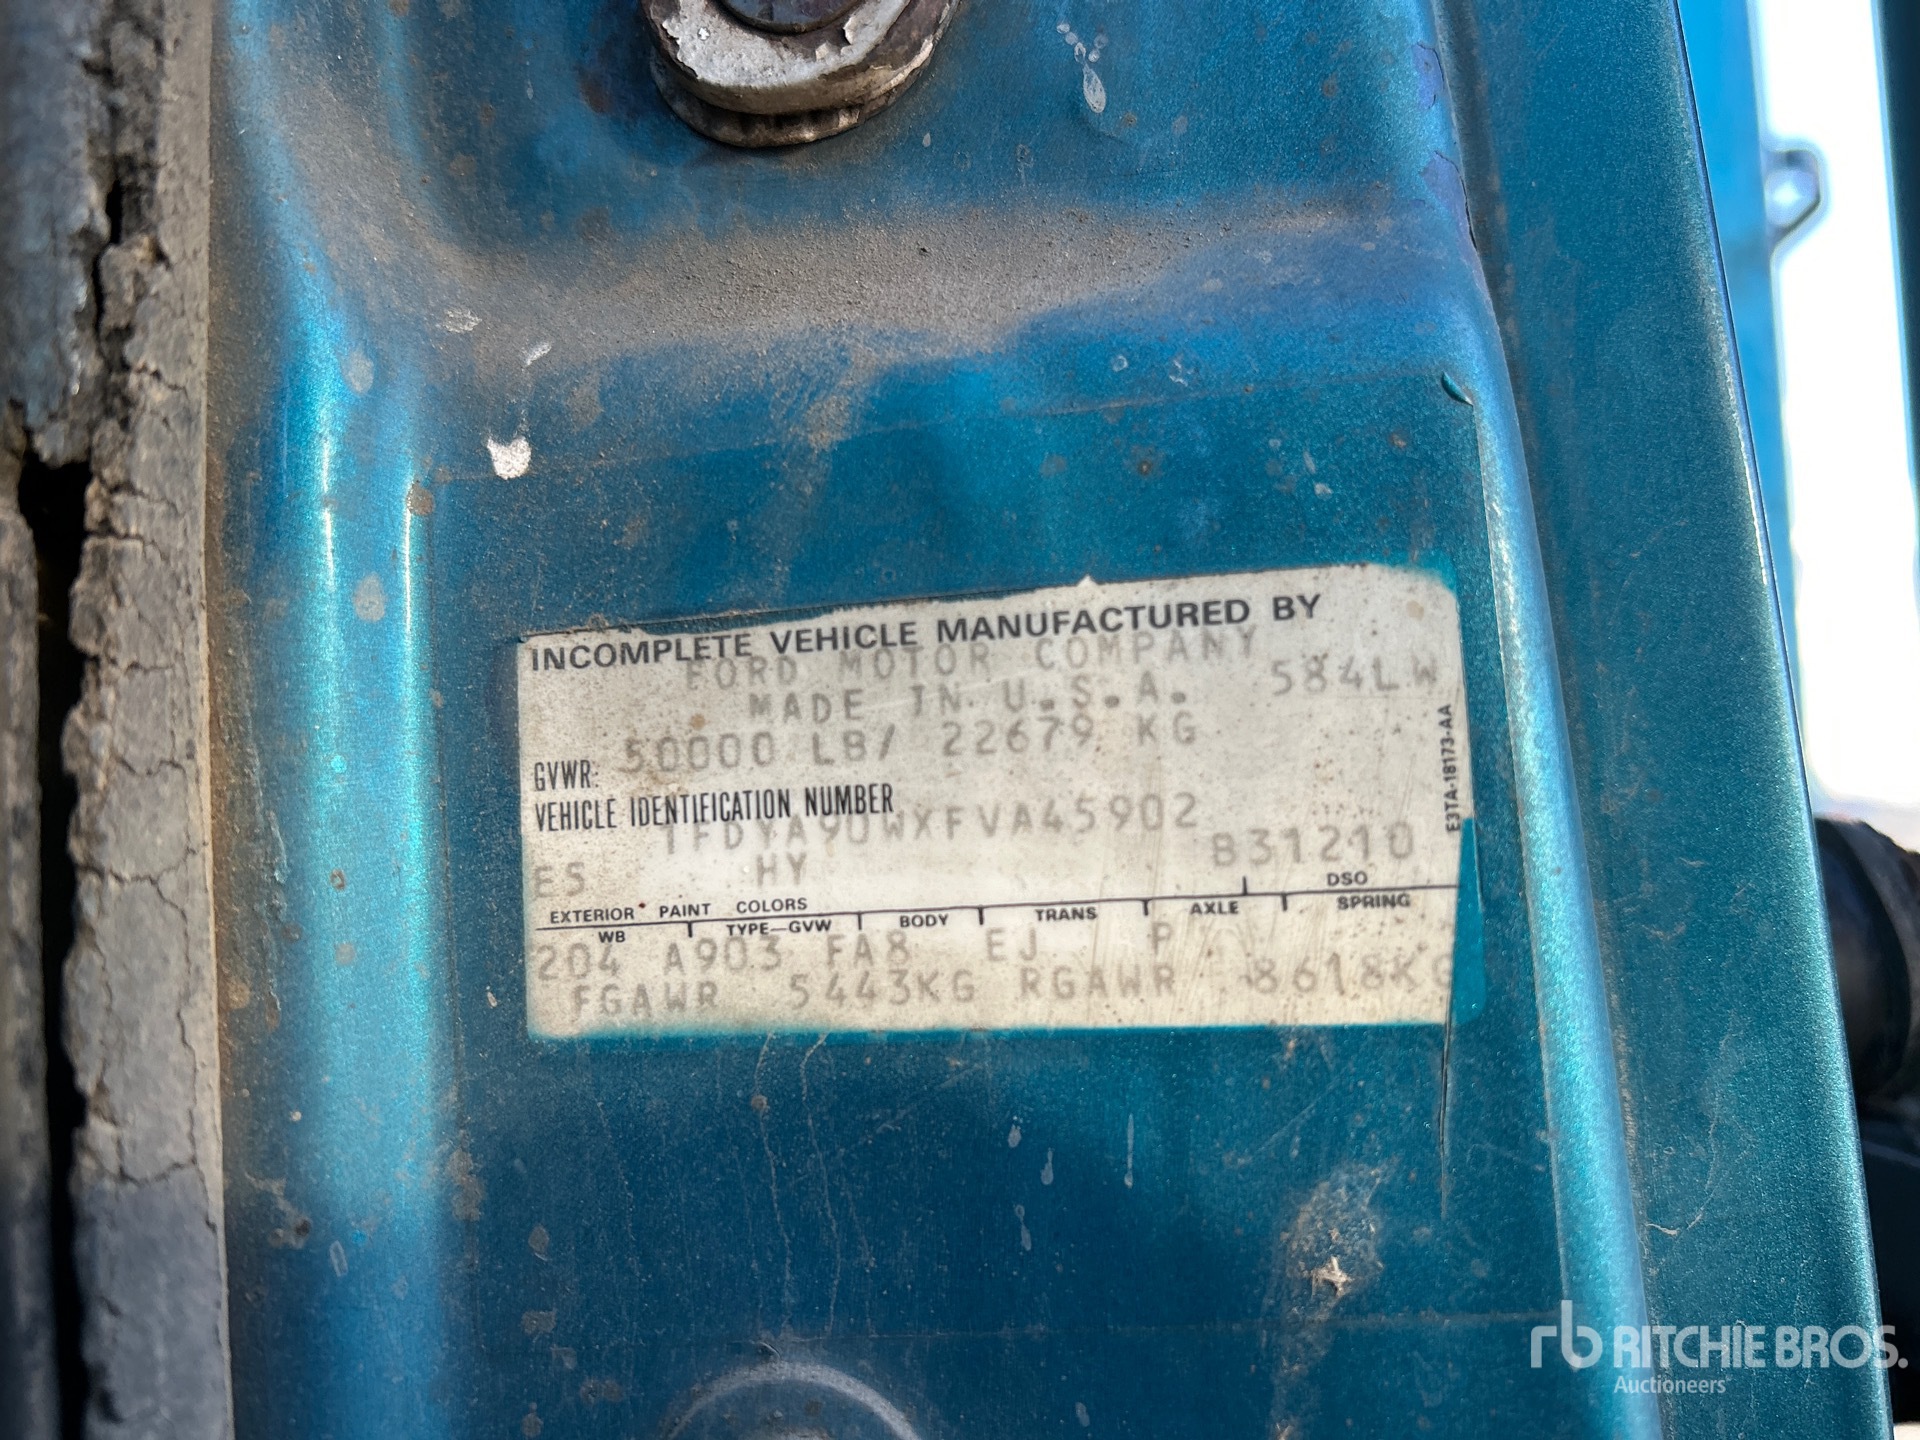 INCOMPLETE VEHICLE MANUFACTURED BY
FORD MOTOR COMPANY
MADE IN U.S.A. 584LW
GVWR: 50000 LB/ 22679 KG
VEHICLE IDENTIFICATION NUMBER
1FDYA90WXFVA45902
E5 HY B31210
EXTERIOR PAINT COLORS DSO
WB TYPE—GVW BODY TRANS AXLE SPRING
204 A903 FA8 EJ P
FGAWR 5443KG RGAWR 8618KG
E3TA-18173-AA
rb RITCHIE BROS.
Auctioneers